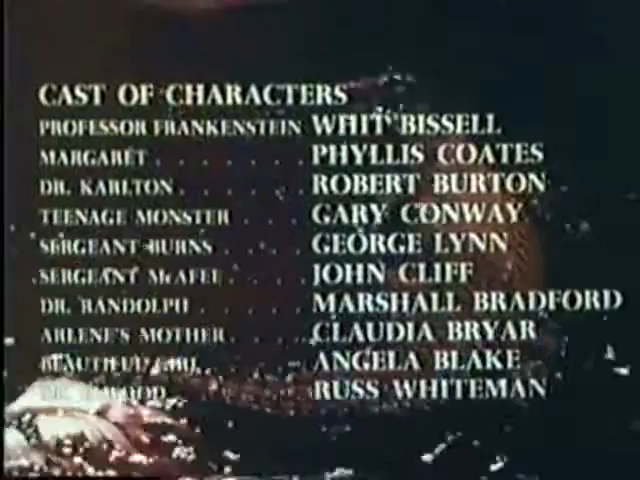 CAST OF CHARACTERS
PROFESSOR FRANKENSTEIN WHIT BISSELL
MARGARET . . . . . . . PHYLLIS COATES
DR. KARLTON . . . . . . ROBERT BURTON
TEENAGE MONSTER . . . GARY CONWAY
SERGEANT BURNS . . . . GEORGE LYNN
SERGEANT McAFEE . . . . JOHN CLIFF
DR. RANDOLPH . . . . . MARSHALL BRADFORD
ARLENE'S MOTHER . . . . CLAUDIA BRYAR
BEAUTIFUL GIRL ANGELA BLAKE
RUSS WHITEMAN